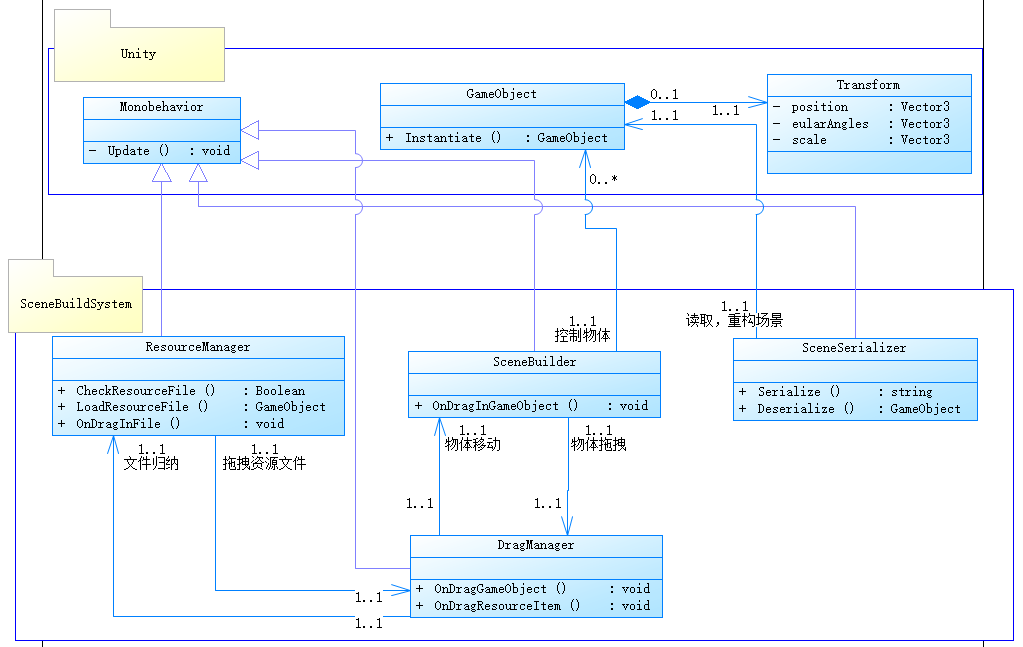 Unity
Monobehavior
- Update () : void
GameObject
+ Instantiate () : GameObject
Transform
- position : Vector3
- eularAngles : Vector3
- scale : Vector3
0..1
1..1
1..1
0..*
SceneBuildSystem
1..1
读取，重构场景
1..1
控制物体
ResourceManager
+ CheckResourceFile () : Boolean
+ LoadResourceFile () : GameObject
+ OnDragInFile () : void
SceneBuilder
+ OnDragInGameObject () : void
SceneSerializer
+ Serialize () : string
+ Deserialize () : GameObject
1..1
文件归纳
1..1
拖拽资源文件
1..1
物体移动
1..1
物体拖拽
1..1
1..1
DragManager
+ OnDragGameObject () : void
+ OnDragResourceItem () : void
1..1
1..1